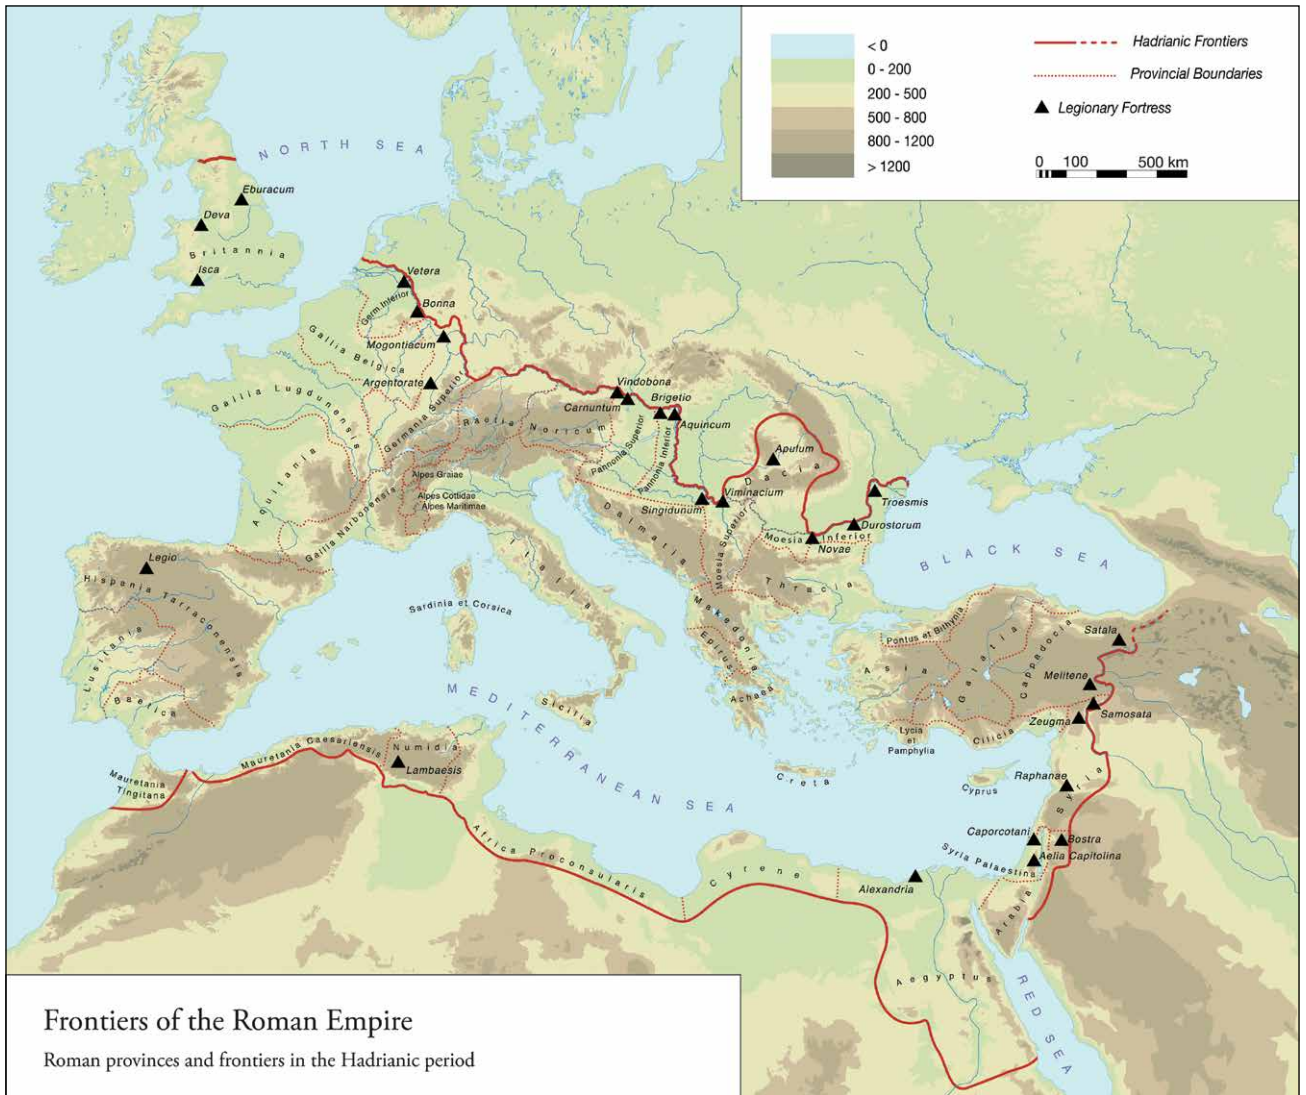 < 0
0 - 200
200 - 500
500 - 800
800 - 1200
> 1200
Hadrianic Frontiers
Provincial Boundaries
Legionary Fortress
0 100 500 km
NORTH SEA
Eburacum
Deva
Britannia
Isca
Vetera
Germ.Inferior
Bonna
Mogontiacum
Gallia Belgica
Argentorate
Gallia Lugdunensis
Germania Superior
Vindobona
Carnuntum
Brigetio
Aquincum
Raetia
Noricum
Pannonia Superior
Pannonia Inferior
Apulum
Dacia
Alpes Graiae
Alpes Cottidae
Alpes Maritimae
Aquitania
Gallia Narbonensis
Viminacium
Singidunum
Troesmis
Durostorum
Novae
Moesia Inferior
Moesia Superior
Dalmatia
Italia
Thracia
BLACK SEA
Legio
Hispania Tarraconensis
Lusitania
Baetica
Sardinia et Corsica
Makedonia
Epirus
Achaea
Pontus et Bithynia
Satala
Asia
Galatia
Cappadocia
Melitene
Samosata
Zeugma
Lycia
et
Pamphylia
Cilicia
MEDITERRANEAN SEA
Sicilia
Mauretania Caesariensis
Numidia
Lambaesis
Mauretania
Tingitana
Creta
Cyprus
Raphanae
Syria
Caporcotani
Bostra
Syria Palaestina
Aelia Capitolina
Africa Proconsularis
Cyrene
Alexandria
Arabia
Aegyptus
RED SEA
Frontiers of the Roman Empire
Roman provinces and frontiers in the Hadrianic period